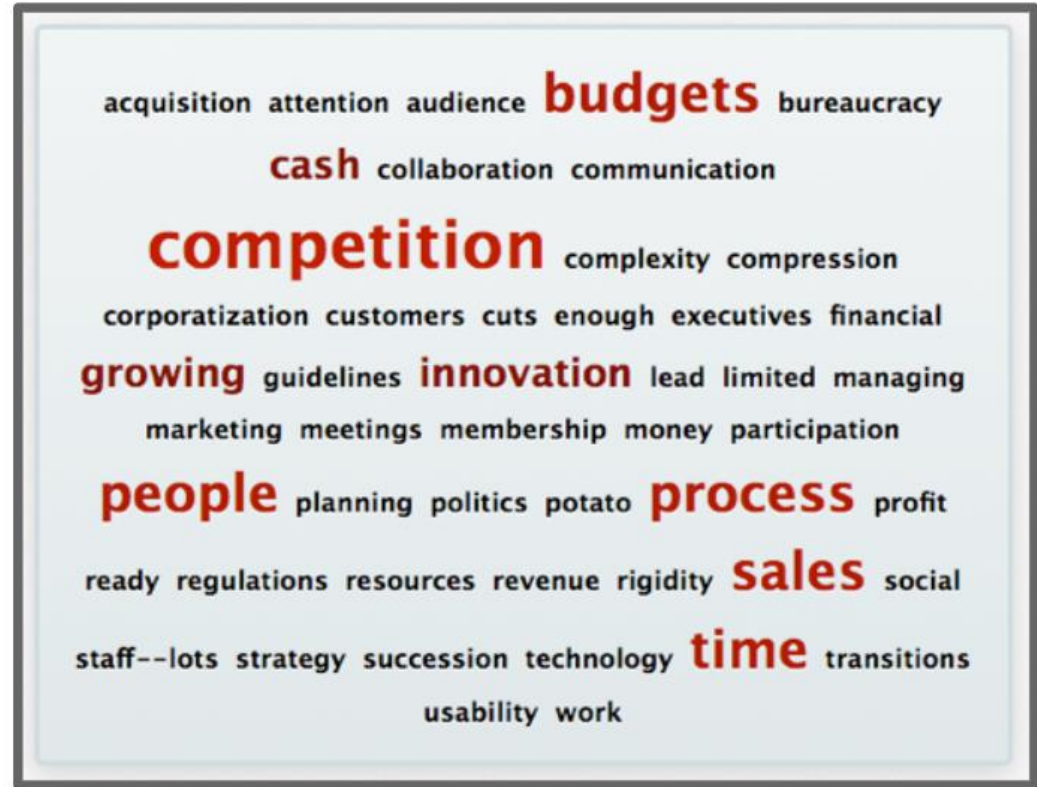 acquisition attention audience budgets bureaucracy
cash collaboration communication
competition complexity compression
corporatization customers cuts enough executives financial
growing guidelines innovation lead limited managing
marketing meetings membership money participation
people planning politics potato process profit
ready regulations resources revenue rigidity sales social
staff--lots strategy succession technology time transitions
usability work